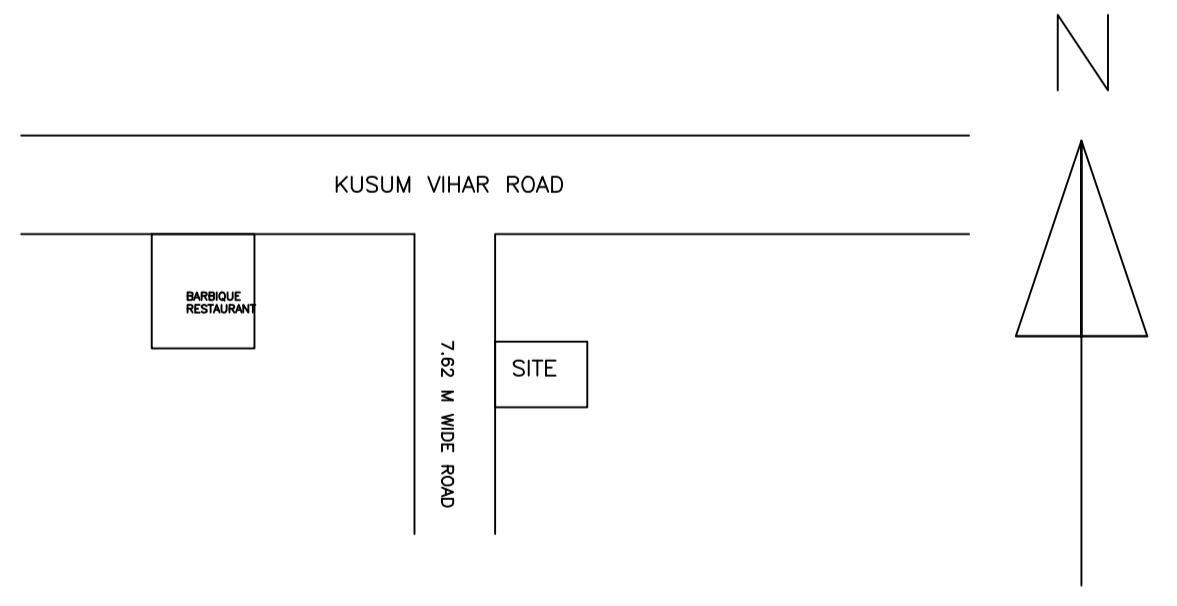 N
KUSUM VIHAR ROAD
BARBIQUE
RESTAURANT
7.62 M WIDE ROAD
SITE